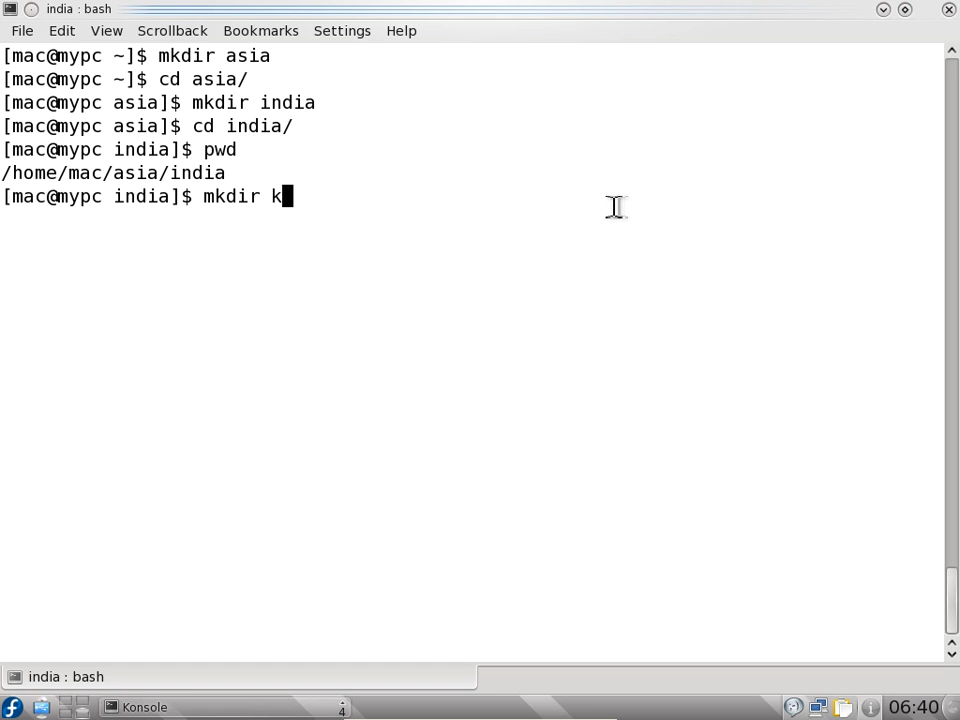 india : bash
File Edit View Scrollback Bookmarks Settings Help
[mac@mypc ~]$ mkdir asia
[mac@mypc ~]$ cd asia/
[mac@mypc asia]$ mkdir india
[mac@mypc asia]$ cd india/
[mac@mypc india]$ pwd
/home/mac/asia/india
[mac@mypc india]$ mkdir k
india : bash
Konsole 4 06:40